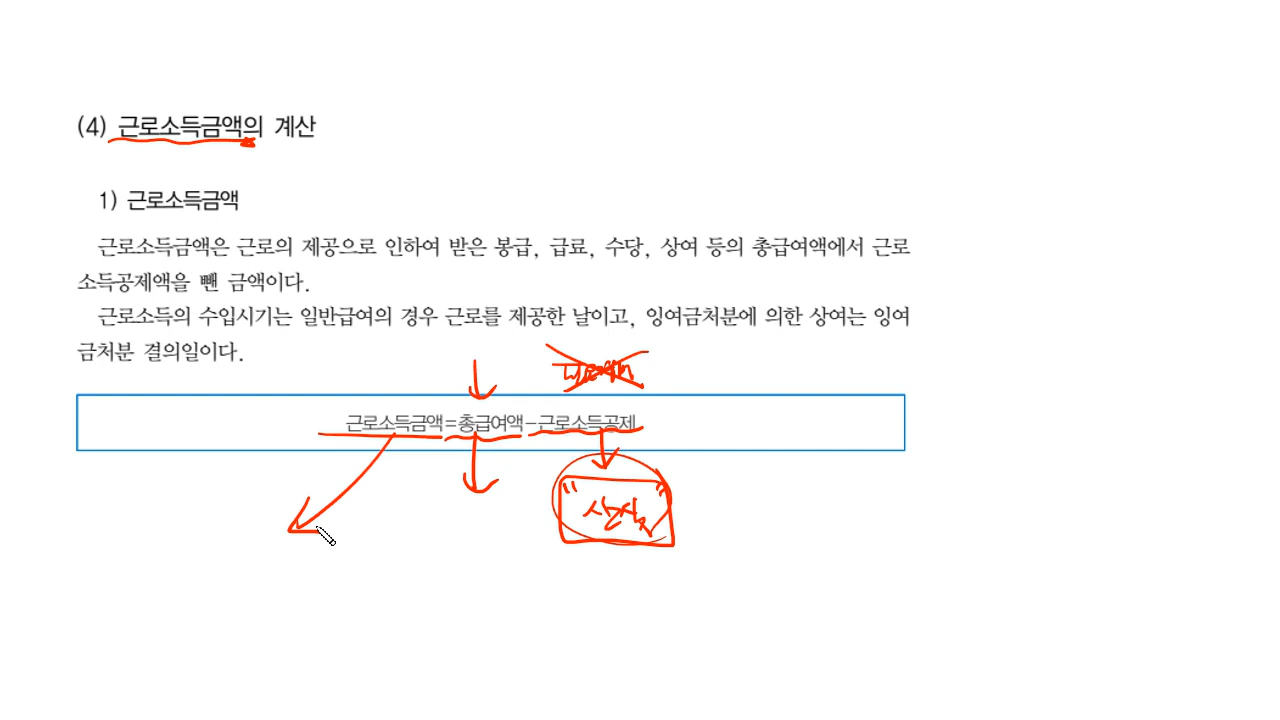 (4) 근로소득금액의 계산
1) 근로소득금액
근로소득금액은 근로의 제공으로 인하여 받은 봉급, 급료, 수당, 상여 등의 총급여액에서 근로
소득공제액을 뺀 금액이다.
근로소득의 수입시기는 일반급여의 경우 근로를 제공한 날이고, 잉여금처분에 의한 상여는 잉여
금처분 결의일이다.
근로소득금액=총급여액-근로소득공제